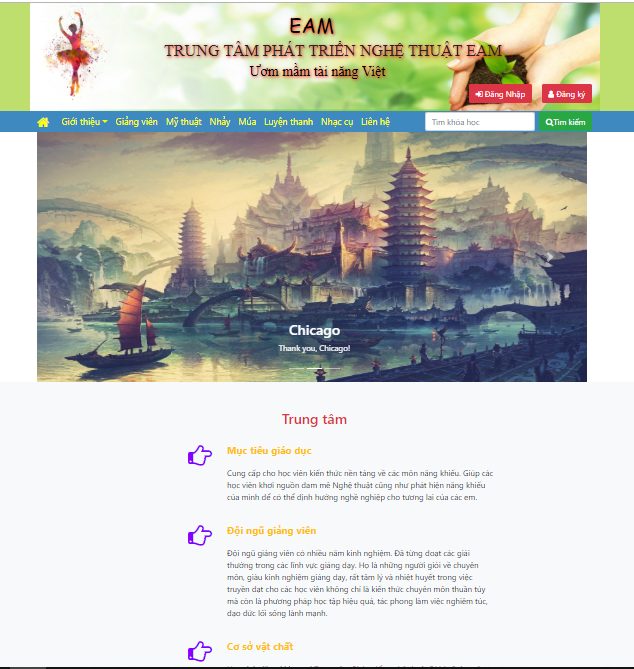 EAM
TRUNG TÂM PHÁT TRIỂN NGHỆ THUẬT EAM
Ươm mầm tài năng Việt
Đăng Nhập
Đăng ký
Giới thiệu Giảng viên Mỹ thuật Nhảy Múa Luyện thanh Nhạc cụ Liên hệ
Tìm khóa học
Tìm kiếm
Chicago
Thank you, Chicago!
Trung tâm
Mục tiêu giáo dục
Cung cấp cho học viên kiến thức nền tảng về các môn năng khiếu. Giúp các
học viên khơi nguồn đam mê Nghệ thuật cũng như phát hiện năng khiếu
của mình để có thể định hướng nghề nghiệp cho tương lai của các em.
Đội ngũ giảng viên
Đội ngũ giảng viên có nhiều năm kinh nghiệm. Đã từng đoạt các giải
thưởng trong các lĩnh vực giảng dạy. Họ là những người giỏi về chuyên
môn, giàu kinh nghiệm giảng dạy, rất tâm lý và nhiệt huyết trong việc
truyền đạt cho các học viên không chỉ là kiến thức chuyên môn thuần túy
mà còn là phương pháp học tập hiệu quả, tác phong làm việc nghiêm túc,
đạo đức lối sống lành mạnh.
Cơ sở vật chất